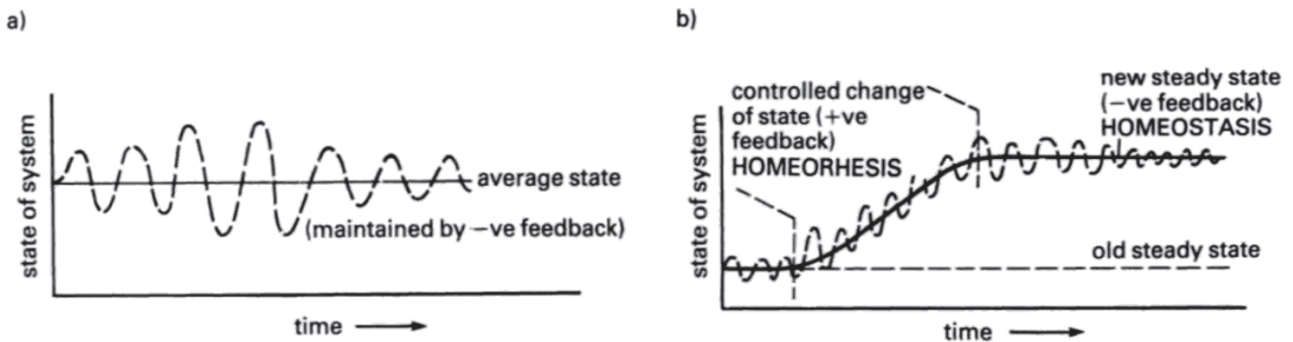 a)
state of system
average state
(maintained by –ve feedback)
time
b)
state of system
controlled change
of state (+ve
feedback)
HOMEORHESIS
new steady state
(–ve feedback)
HOMEOSTASIS
old steady state
time